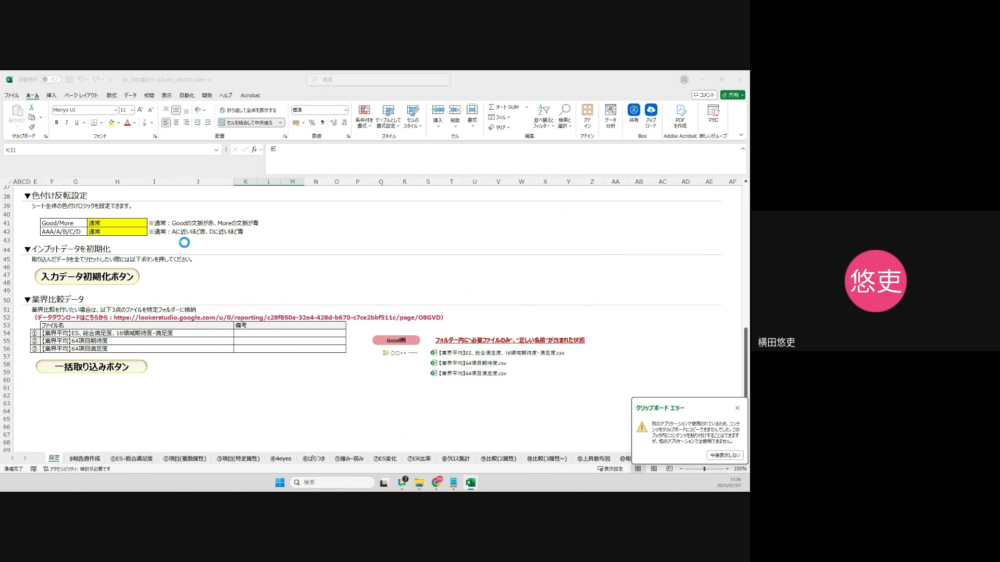 自動保存 オフ 01_【MC集計ツール】ver2_250707.xlsm 検索
ファイル ホーム 挿入 ページ レイアウト 数式 データ 校閲 表示 自動化 開発 ヘルプ Acrobat コメント 共有
貼り付け Meiryo UI 11 折り返して全体を表示する 標準
B I U セルを結合して中央揃え %
条件付き書式 テーブルとして書式設定 セルのスタイル 挿入 削除 書式
オート SUM
フィル
クリア
並べ替えとフィルター 検索と選択 アドイン データ分析 共有 アップロード PDFを作成 マクロ
クリップボード フォント 配置 数値 スタイル セル 編集 アドイン Box Adobe Acrobat 新しいグループ
K31 fx 部
A B C D E F G H I J K L M N O P Q R S T U V W X Y Z AA AB AC AD AE AF
37
38 ▼色付け反転設定
39 シート全体の色付けロジックを設定できます。
40
41 Good/More 通常 ※通常：Goodの文脈が赤、Moreの文脈が青
42 AAA/A/B/C/D 通常 ※通常：Aに近いほど赤、Dに近いほど青
43
44 ▼インプットデータを初期化
45 取り込んだデータを全てリセットしたい際には以下ボタンを押してください。
46
47 入力データ初期化ボタン
48
49
50 ▼業界比較データ
51 業界比較を行いたい場合は、以下3点のファイルを特定フォルダーに格納
52 （データダウンロードはこちらから：https://lookerstudio.google.com/u/0/reporting/c28f850a-32e4-428d-b670-c7ce2bbf511c/page/O8GVD）
53 ファイル名 備考
54 ① 【業界平均】ES、総合満足度、16領域期待度・満足度
55 ② 【業界平均】64項目期待度
56 ③ 【業界平均】64項目満足度
Good例 フォルダー内に"必要ファイルのみ"、"正しい名前"が含まれた状態
57 ○○×× 【業界平均】ES、総合満足度、16領域期待度・満足度.csv
58 【業界平均】64項目期待度.csv
一括取り込みボタン
59 【業界平均】64項目満足度.csv
60
61
62
63
64
65
66
67
68
69
クリップボード エラー
別のアプリケーションで使用されているため、コンテ
ンツをクリップボードにコピーできませんでした。この
ブック内にコンテンツを貼り付けすることはできます
が、他のアプリケーションでは使用できません。
今後表示しない
設定 $報告書作成 ①ES・総合満足度 ②項目(複数属性) ③項目(特定属性) ④4eyes ⑥ばらつき ⑤強み・弱み ⑦ES変化 ⑦ER比率 ⑧クロス集計 ⑨比較(2属性) ⑩比較(3属性~) ⑪上昇散布図 ⑫相
準備完了 アクセシビリティ: 検討が必要です 表示設定 100%
検索 7
15:36
2025/07/07
悠吏
横田悠吏